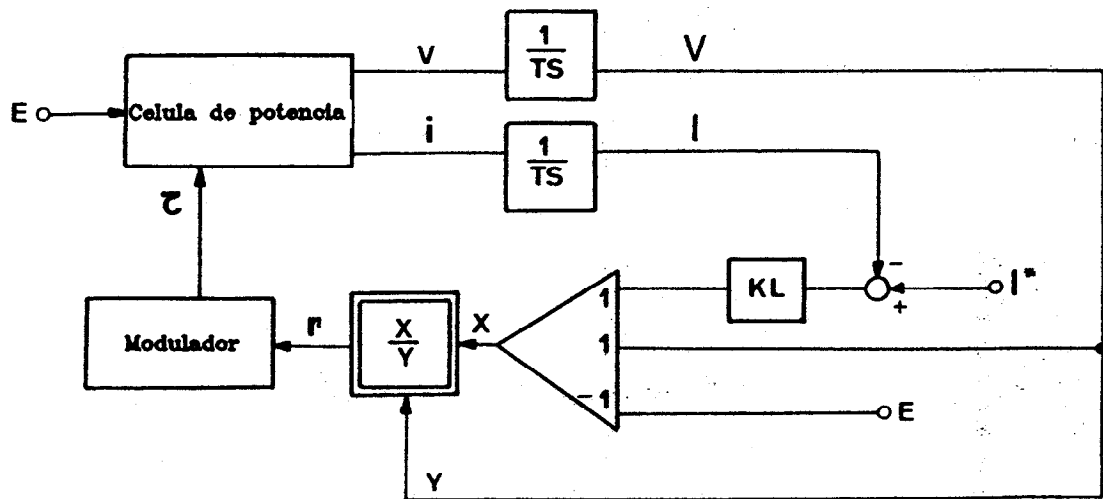 v
1
TS
V
E
Celula de potencia
i
1
TS
I
τ
-
KL
I*
+
1
X
r
X
Y
Modulador
1
-1
E
Y